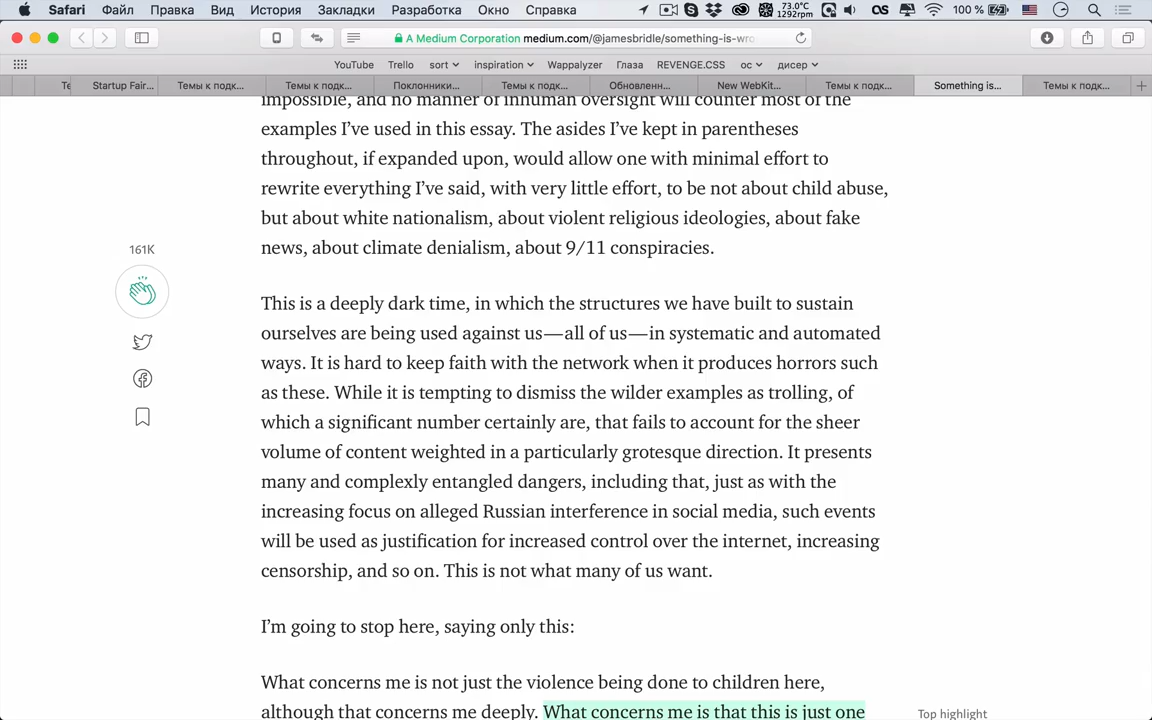 Safari Файл Правка Вид История Закладки Разработка Окно Справка 73.0°C 1292rpm 100 %
A Medium Corporation medium.com/@jamesbridle/something-is-wro
YouTube Trello sort inspiration Wappalyzer Глаза REVENGE.CSS ос дисер
Те Startup Fair... Темы к подк... Темы к подк... Поклонники... Темы к подк... Обновленн... New WebKit... Темы к подк... Something is... Темы к подк...
impossible, and no manner of inhuman oversight will counter most of the
examples I've used in this essay. The asides I've kept in parentheses
throughout, if expanded upon, would allow one with minimal effort to
rewrite everything I've said, with very little effort, to be not about child abuse,
but about white nationalism, about violent religious ideologies, about fake
news, about climate denialism, about 9/11 conspiracies.
161K
This is a deeply dark time, in which the structures we have built to sustain
ourselves are being used against us — all of us — in systematic and automated
ways. It is hard to keep faith with the network when it produces horrors such
as these. While it is tempting to dismiss the wilder examples as trolling, of
which a significant number certainly are, that fails to account for the sheer
volume of content weighted in a particularly grotesque direction. It presents
many and complexly entangled dangers, including that, just as with the
increasing focus on alleged Russian interference in social media, such events
will be used as justification for increased control over the internet, increasing
censorship, and so on. This is not what many of us want.
I'm going to stop here, saying only this:
What concerns me is not just the violence being done to children here,
although that concerns me deeply. What concerns me is that this is just one
Top highlight